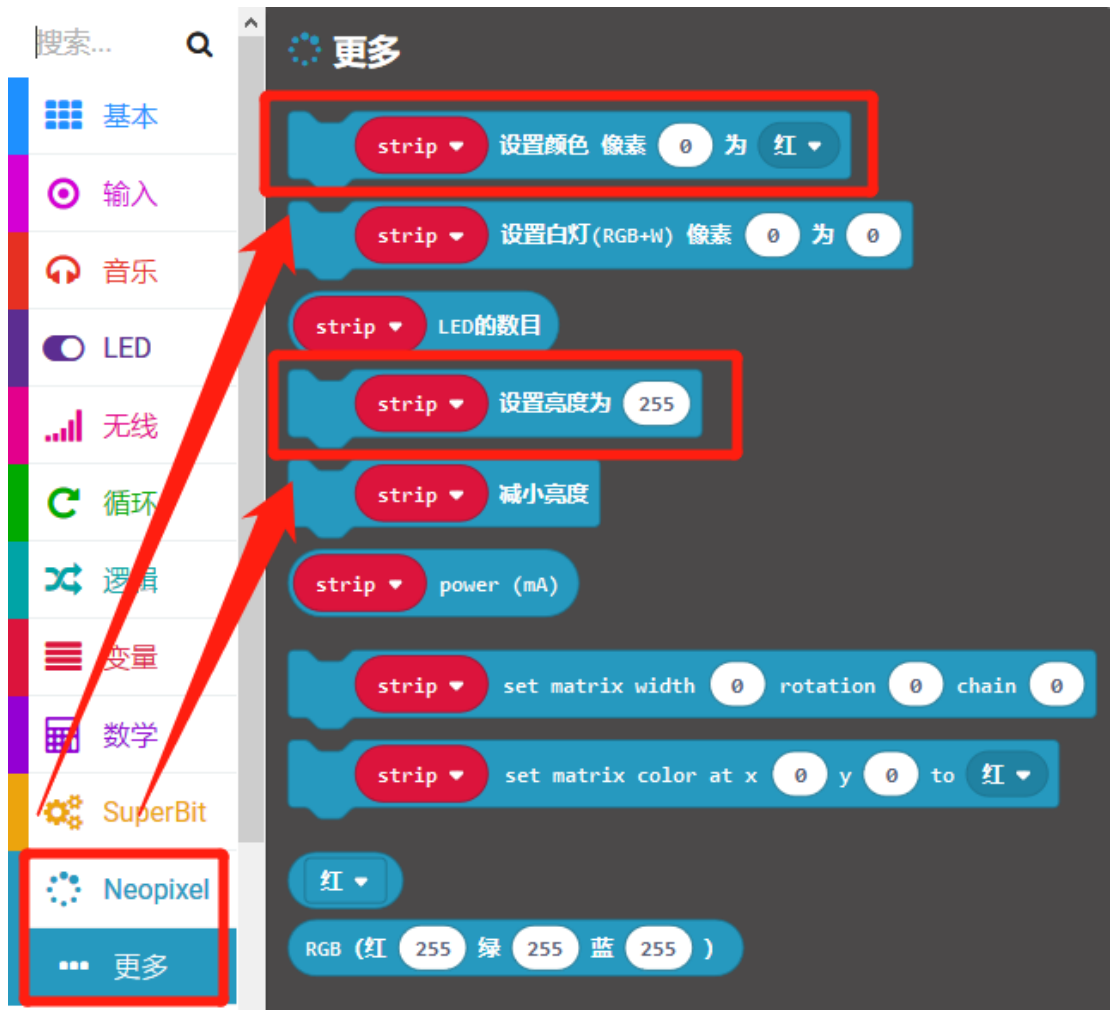 搜索...
基本
输入
音乐
LED
无线
循环
逻辑
变量
数学
SuperBit
Neopixel
更多
更多
strip 设置颜色 像素 0 为 红
strip 设置白灯(RGB+W) 像素 0 为 0
strip LED的数目
strip 设置亮度为 255
strip 减小亮度
strip power (mA)
strip set matrix width 0 rotation 0 chain 0
strip set matrix color at x 0 y 0 to 红
红
RGB (红 255 绿 255 蓝 255 )